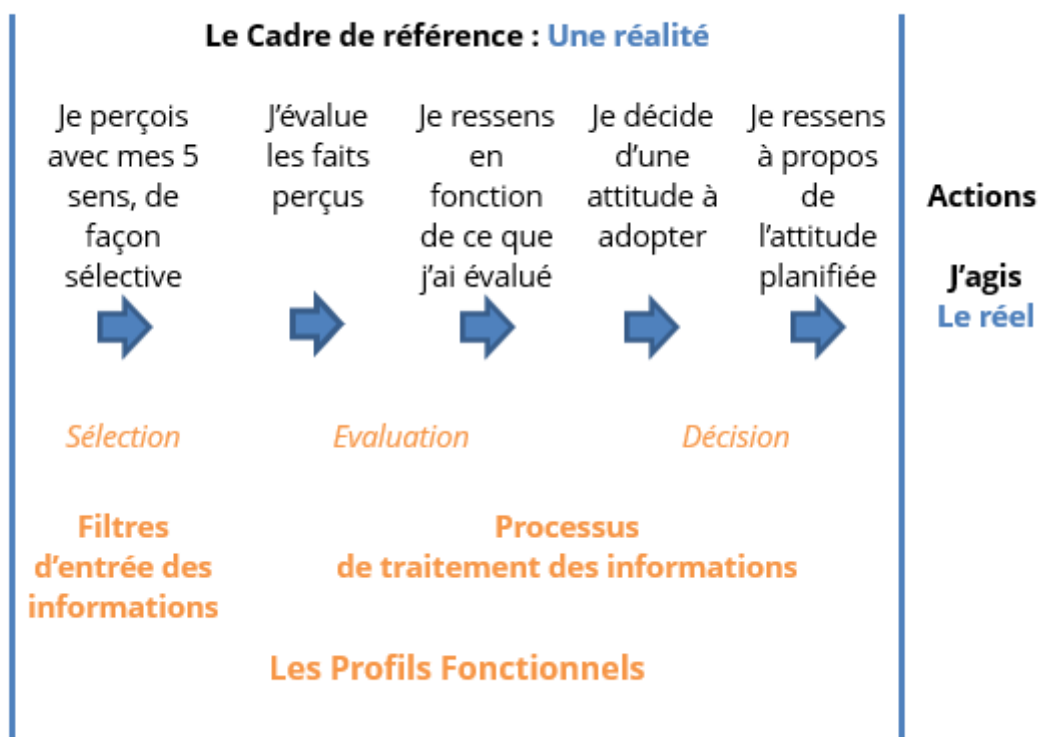 Le Cadre de référence : Une réalité
Je perçois
avec mes 5
sens, de
façon
sélective
J'évalue
les faits
perçus
Je ressens
en
fonction
de ce que
j'ai évalué
Je décide
d'une
attitude à
adopter
Je ressens
à propos
de
l'attitude
planifiée
Actions
J'agis
Le réel
Sélection
Evaluation
Décision
Filtres
d'entrée des
informations
Processus
de traitement des informations
Les Profils Fonctionnels